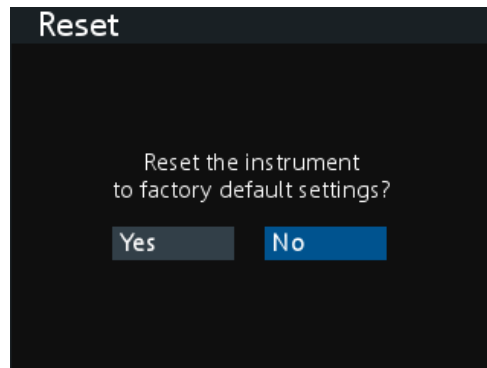 Reset
Reset the instrument
to factory default settings?
Yes No